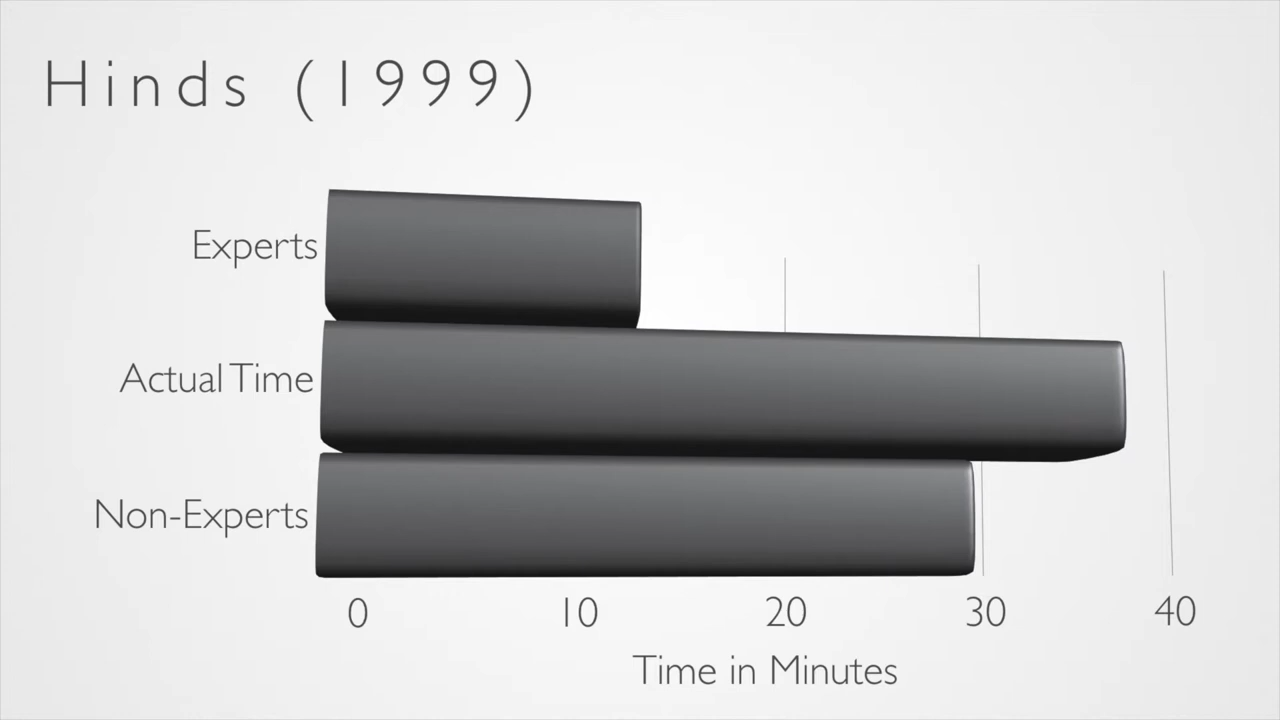 Hinds (1999)
Experts
Actual Time
Non-Experts
0 10 20 30 40
Time in Minutes